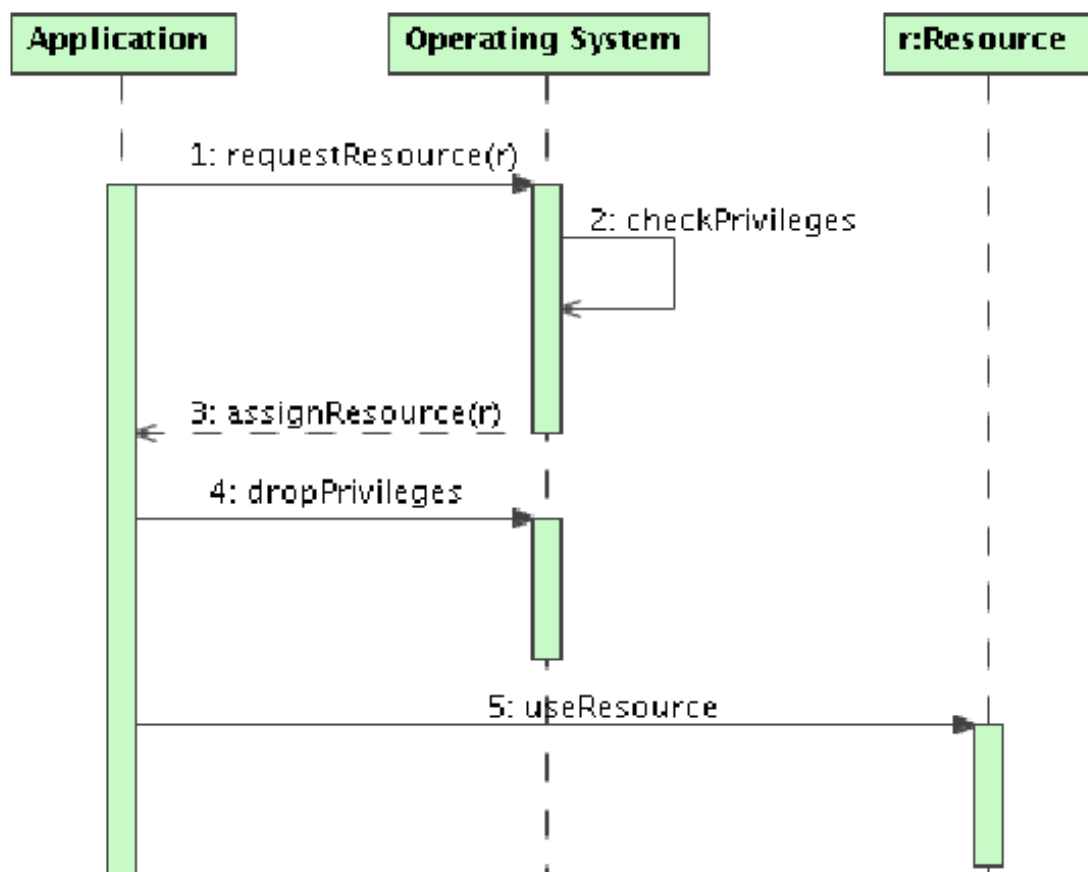 Application
Operating System
r:Resource
1: requestResource(r)
2: checkPrivileges
3: assignResource(r)
4: dropPrivileges
5: useResource